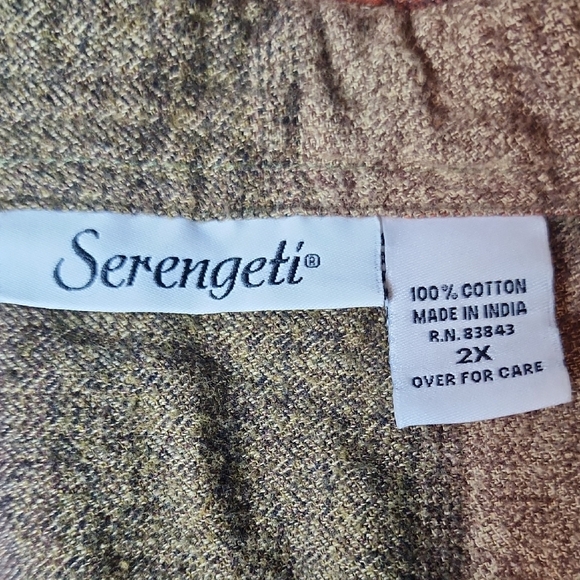 Serengeti®
100% COTTON
MADE IN INDIA
R.N. 83843
2X
OVER FOR CARE